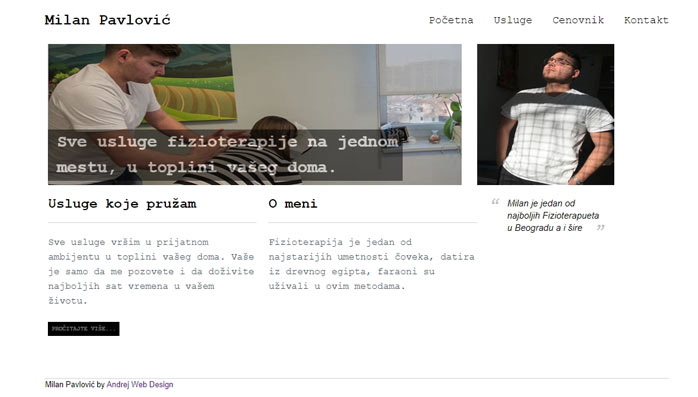 Milan Pavlović
Početna Usluge Cenovnik Kontakt
Sve usluge fizioterapije na jednom
mestu, u toplini vašeg doma.
Usluge koje pružam
Sve usluge vršim u prijatnom
ambijentu u toplini vašeg doma. Vaše
je samo da me pozovete i da doživite
najboljih sat vremena u vašem
životu.
PROČITAJTE VIŠE...
O meni
Fizioterapija je jedan od
najstarijih umetnosti čoveka, datira
iz drevnog egipta, faraoni su
uživali u ovim metodama.
“ Milan je jedan od
najboljih Fizioterapueta
u Beogradu a i šire ”
Milan Pavlović by Andrej Web Design